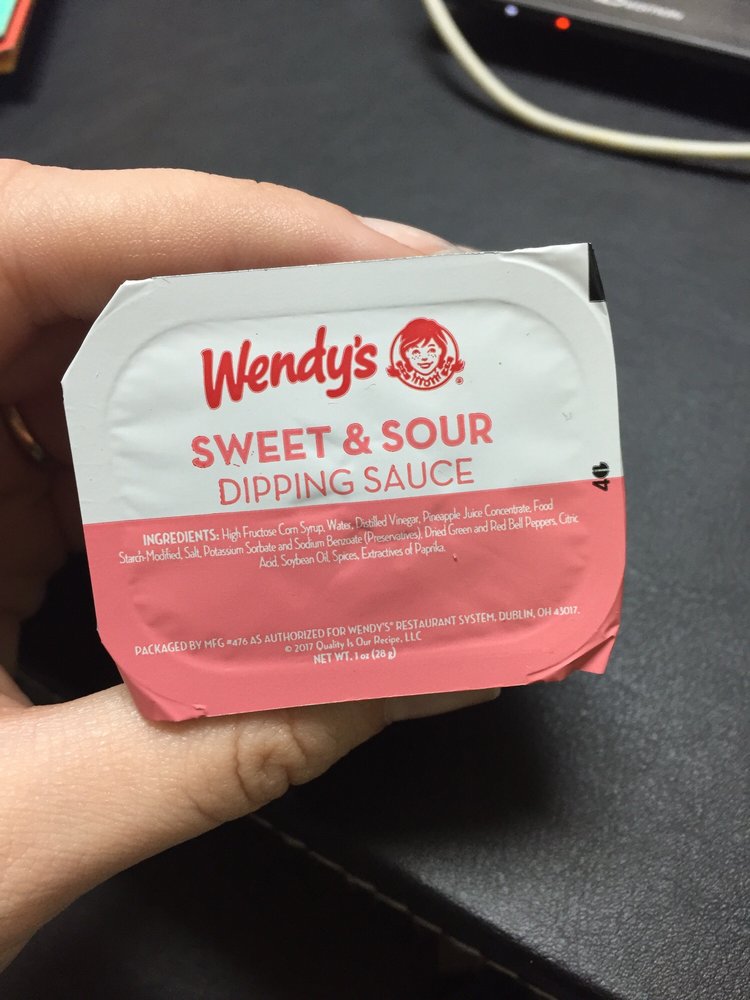 Wendy's
SWEET & SOUR
DIPPING SAUCE
INGREDIENTS: High Fructose Corn Syrup, Water, Distilled Vinegar, Pineapple Juice Concentrate, Food
Starch-Modified, Salt, Potassium Sorbate and Sodium Benzoate (Preservatives), Dried Green and Red Bell Peppers, Citric
Acid, Soybean Oil, Spices, Extractives of Paprika.
PACKAGED BY MFG #476 AS AUTHORIZED FOR WENDY'S® RESTAURANT SYSTEM, DUBLIN, OH 43017.
© 2017 Quality Is Our Recipe, LLC
NET WT. 1 oz (28 g)